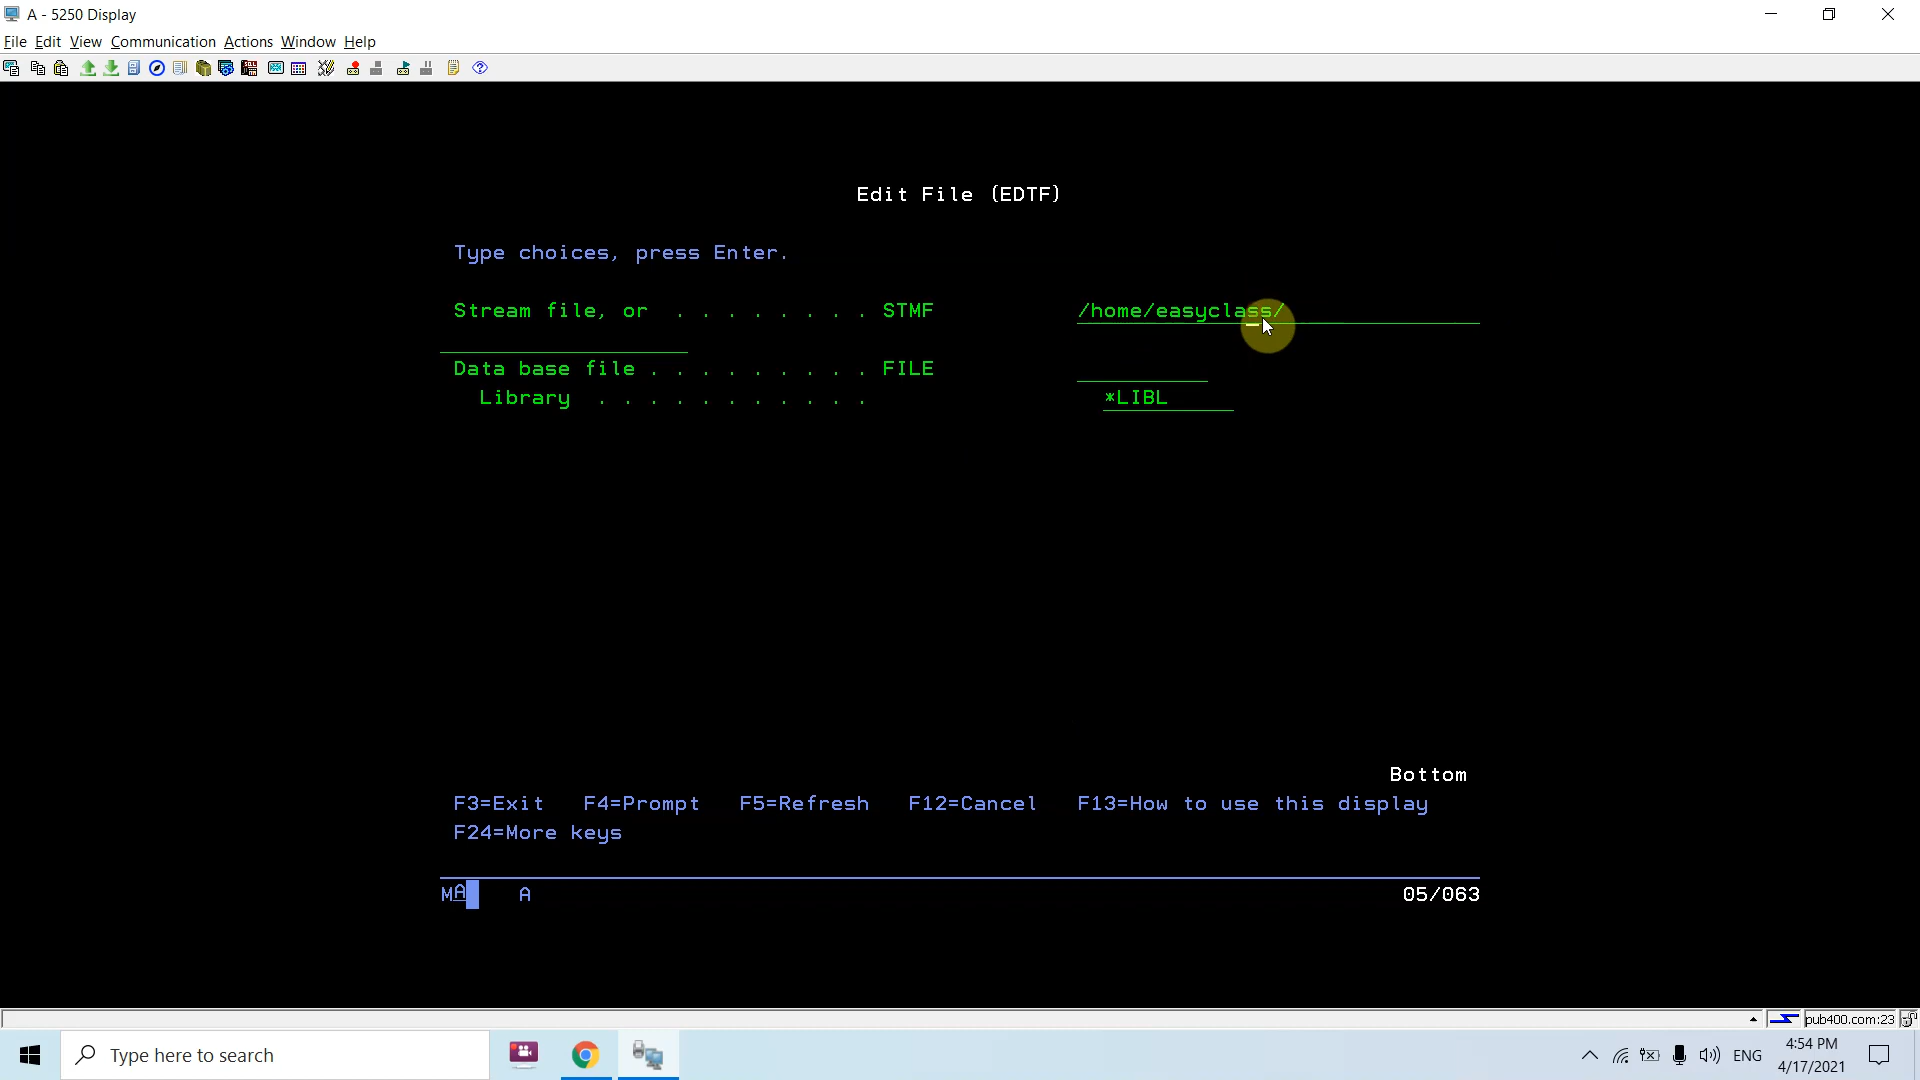 A - 5250 Display
File Edit View Communication Actions Window Help
Edit File (EDTF)
Type choices, press Enter.
Stream file, or . . . . . . . . STMF /home/easyclass/
Data base file . . . . . . . . . FILE
Library . . . . . . . . . . . *LIBL
Bottom
F3=Exit F4=Prompt F5=Refresh F12=Cancel F13=How to use this display
F24=More keys
MA A 05/063
pub400.com:23
Type here to search
ENG
4:54 PM
4/17/2021